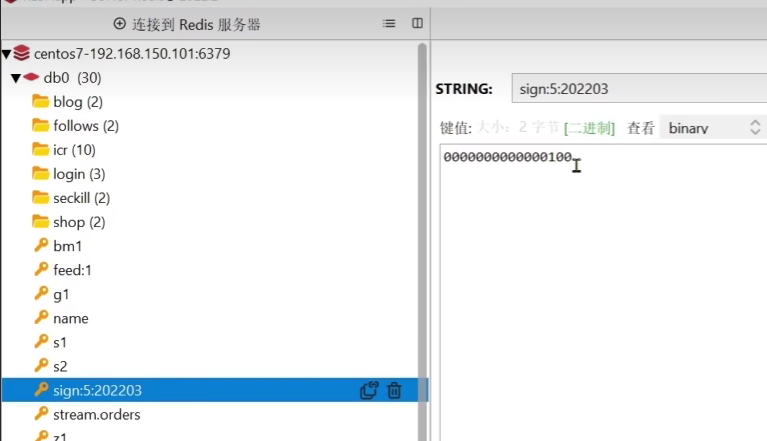 连接到 Redis 服务器
centos7-192.168.150.101:6379
db0 (30)
blog (2)
follows (2)
icr (10)
login (3)
seckill (2)
shop (2)
bm1
feed:1
g1
name
s1
s2
sign:5:202203
stream.orders
z1
STRING: sign:5:202203
键值: 大小: 2 字节 [二进制] 查看 binary
0000000000000100